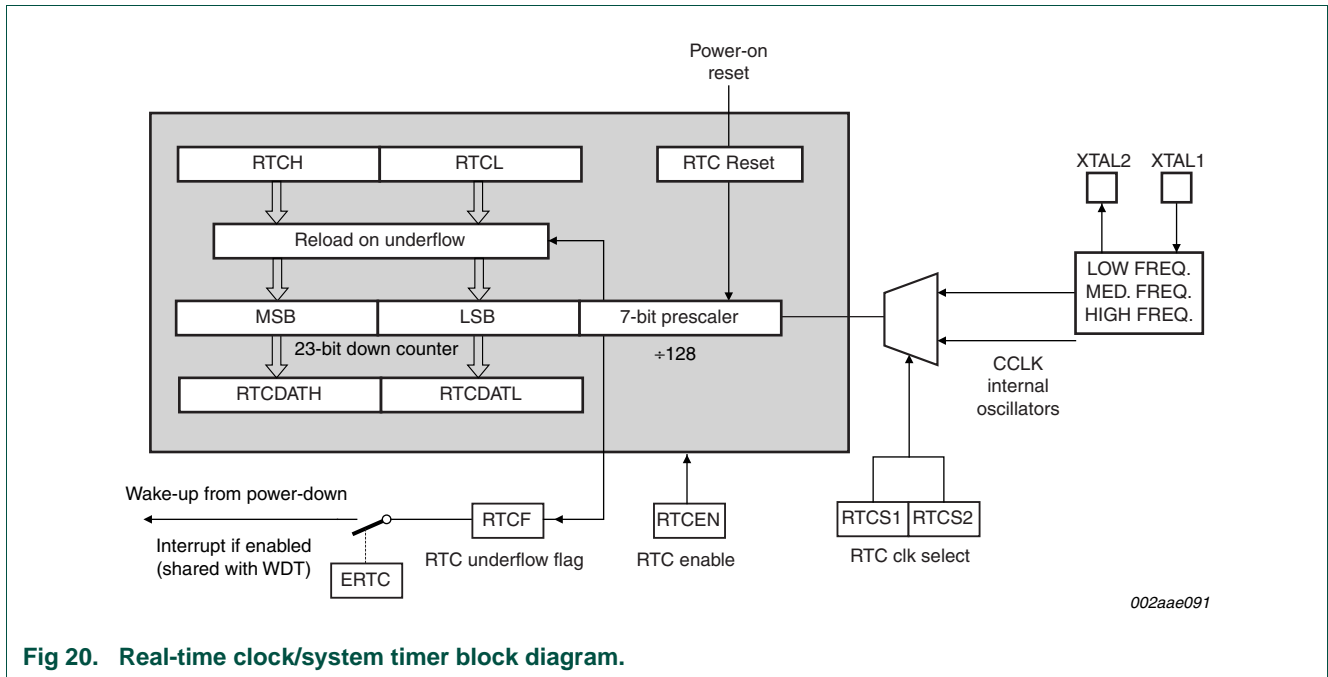 Power-on
reset
RTCH
RTCL
RTC Reset
XTAL2
XTAL1
Reload on underflow
LOW FREQ.
MED. FREQ.
HIGH FREQ.
MSB
LSB
7-bit prescaler
23-bit down counter
÷128
CCLK
internal
oscillators
RTCDATH
RTCDATL
Wake-up from power-down
RTCF
RTCEN
RTCS1
RTCS2
Interrupt if enabled
(shared with WDT)
RTC underflow flag
RTC enable
RTC clk select
ERTC
002aae091
Fig 20. Real-time clock/system timer block diagram.